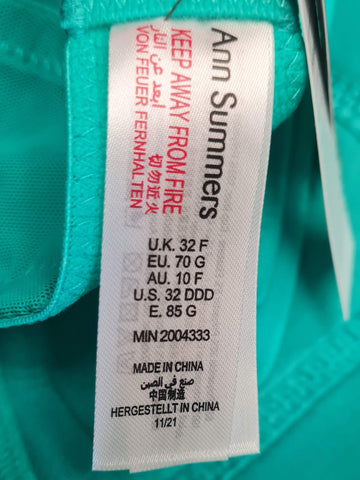 Ann Summers
KEEP AWAY FROM FIRE
أبعد عن النار
切勿近火
VON FEUER FERNHALTEN
U.K. 32 F
EU. 70 G
AU. 10 F
U.S. 32 DDD
E. 85 G
MIN 2004333
MADE IN CHINA
صنع في الصين
中国制造
HERGESTELLT IN CHINA
11/21